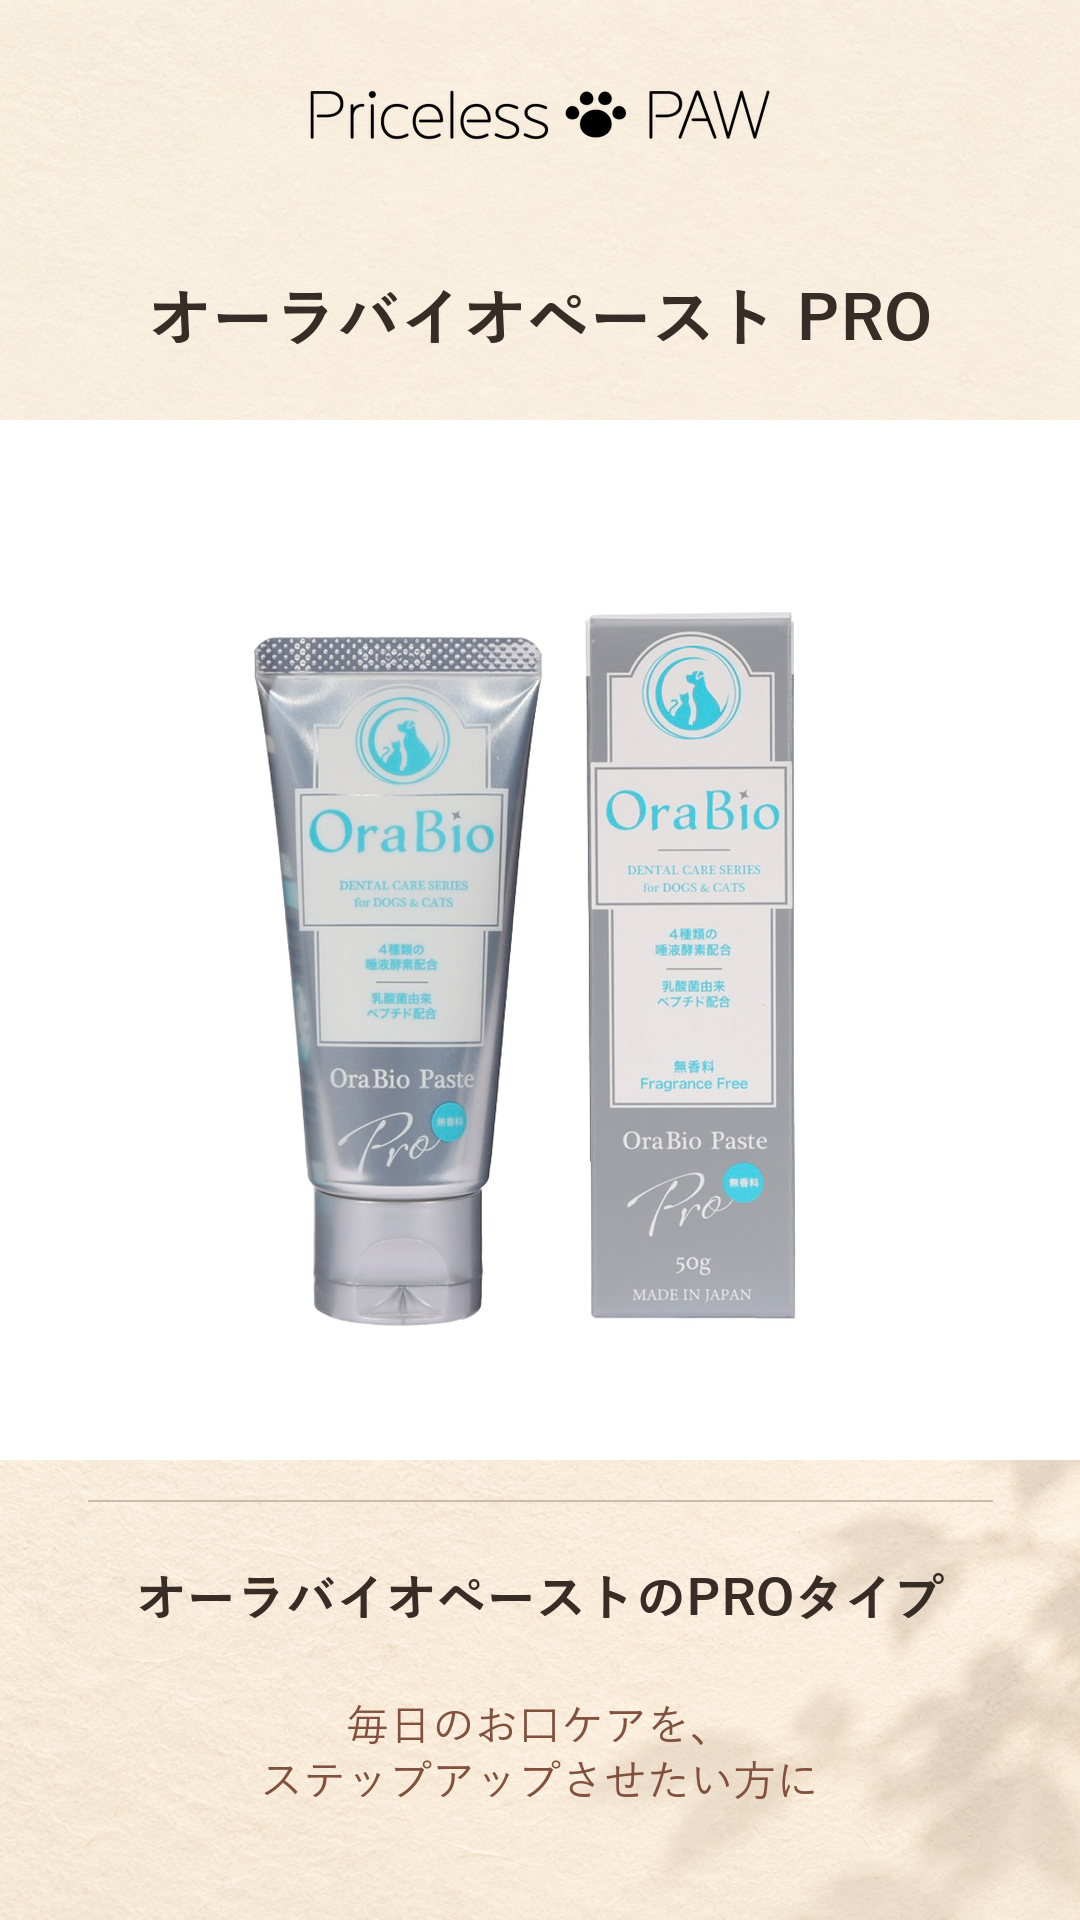 Priceless PAW
オーラバイオペースト PRO
OraBio
DENTAL CARE SERIES
for DOGS & CATS
4種類の
唾液酵素配合
乳酸菌由来
ペプチド配合
OraBio Paste
Pro
無香料
OraBio
DENTAL CARE SERIES
for DOGS & CATS
4種類の
唾液酵素配合
乳酸菌由来
ペプチド配合
無香料
Fragrance Free
OraBio Paste
Pro
無香料
50g
MADE IN JAPAN
オーラバイオペーストのPROタイプ
毎日のお口ケアを、
ステップアップさせたい方に